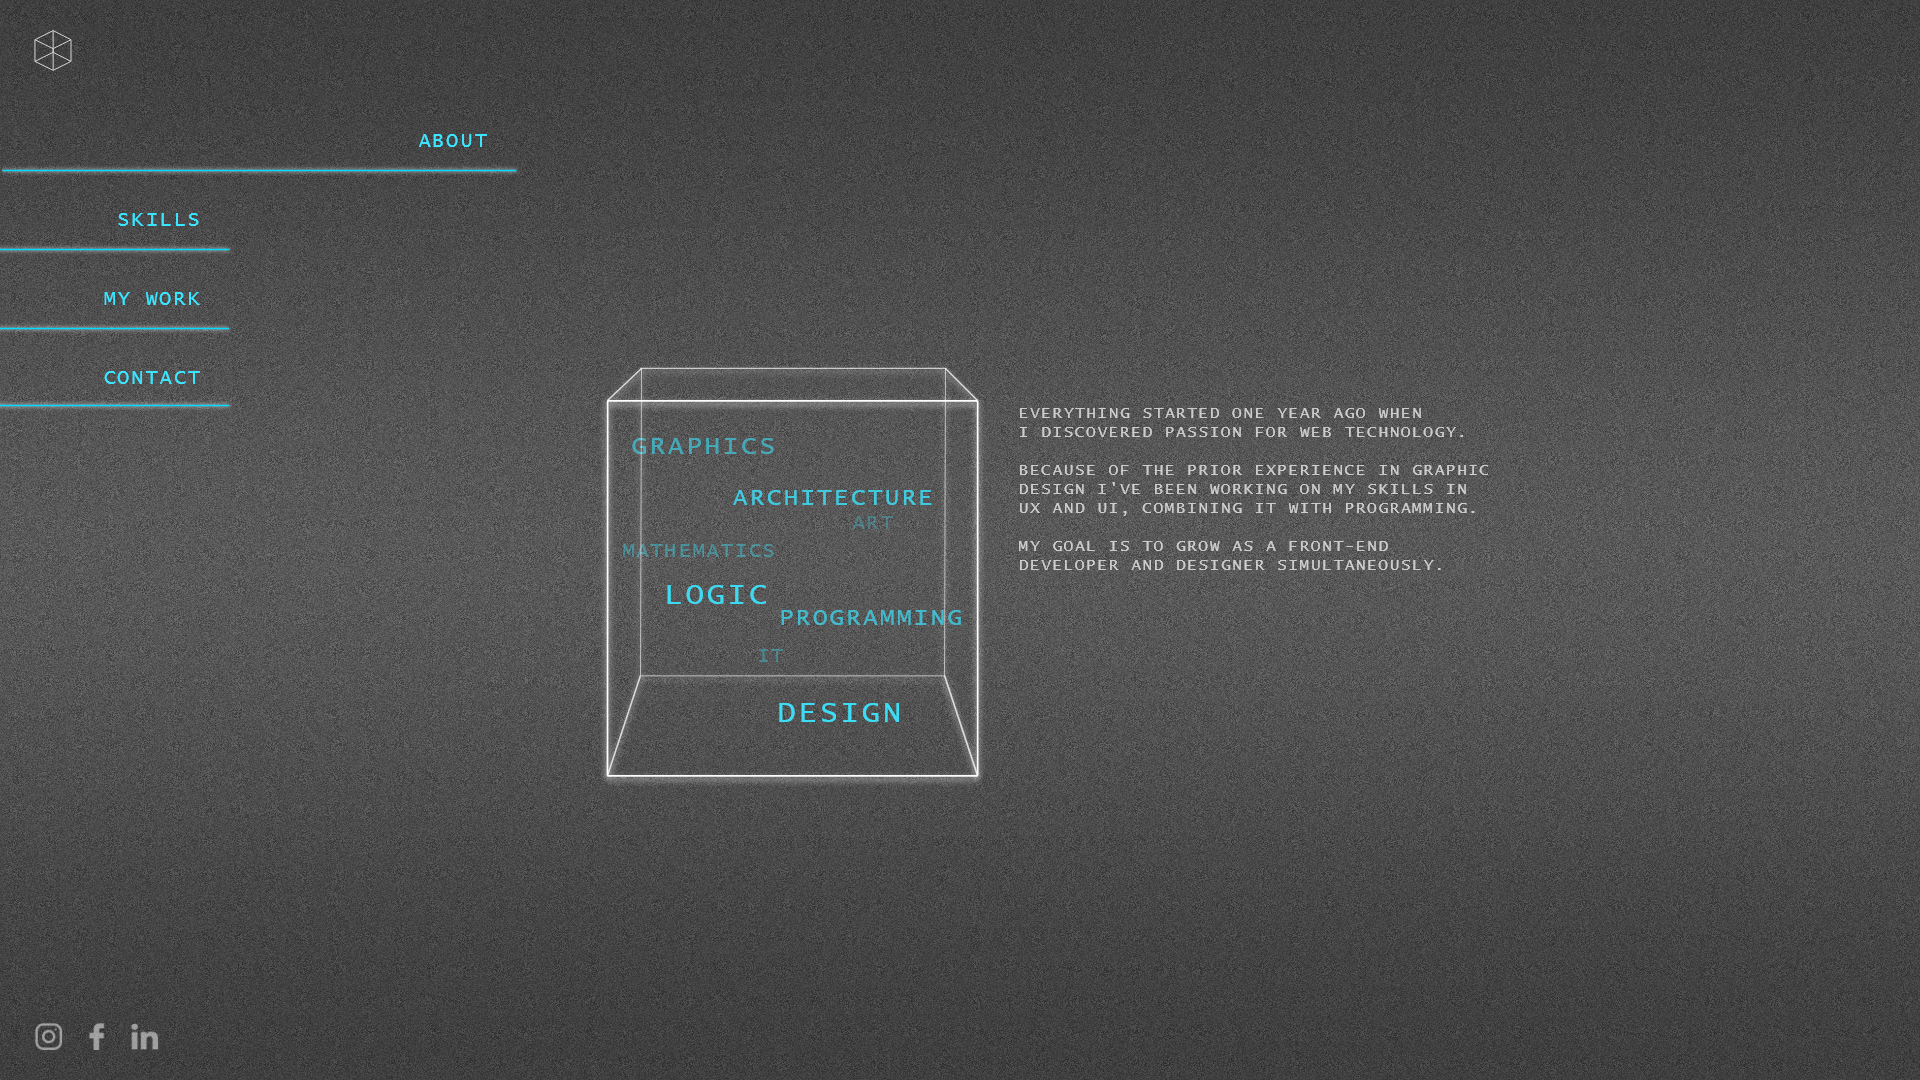 ABOUT
SKILLS
MY WORK
CONTACT
GRAPHICS
ARCHITECTURE
ART
MATHEMATICS
LOGIC
PROGRAMMING
IT
DESIGN
EVERYTHING STARTED ONE YEAR AGO WHEN
I DISCOVERED PASSION FOR WEB TECHNOLOGY.
BECAUSE OF THE PRIOR EXPERIENCE IN GRAPHIC
DESIGN I'VE BEEN WORKING ON MY SKILLS IN
UX AND UI, COMBINING IT WITH PROGRAMMING.
MY GOAL IS TO GROW AS A FRONT-END
DEVELOPER AND DESIGNER SIMULTANEOUSLY.